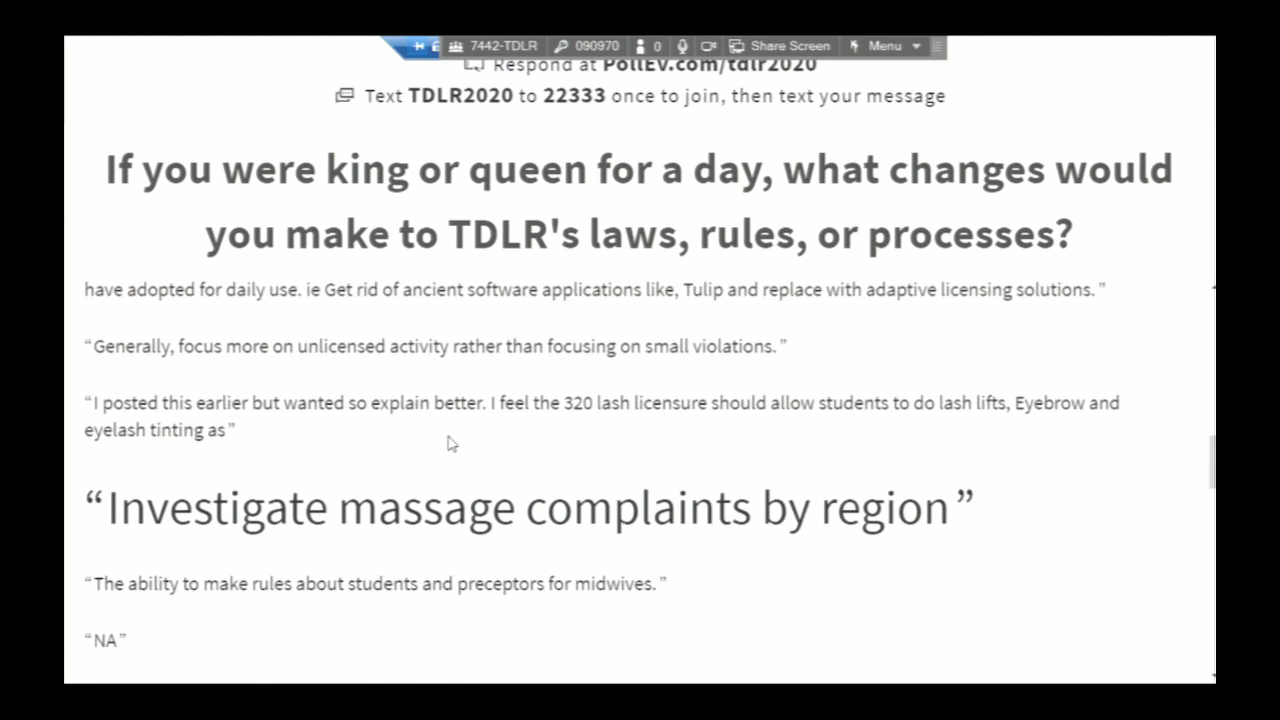 7442-TDLR 090970 0 Share Screen Menu
Respond at PollEv.com/tdlr2020
Text TDLR2020 to 22333 once to join, then text your message
If you were king or queen for a day, what changes would
you make to TDLR's laws, rules, or processes?
have adopted for daily use. ie Get rid of ancient software applications like, Tulip and replace with adaptive licensing solutions.”
“Generally, focus more on unlicensed activity rather than focusing on small violations.”
“I posted this earlier but wanted so explain better. I feel the 320 lash licensure should allow students to do lash lifts, Eyebrow and
eyelash tinting as”
“Investigate massage complaints by region”
“The ability to make rules about students and preceptors for midwives.”
“NA”